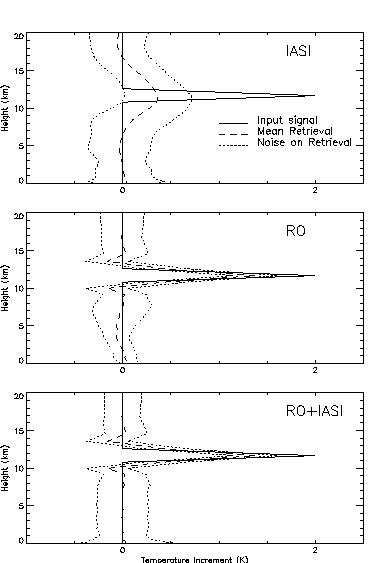 20
IASI
15
Height (km)
10
Input signal
Mean Retrieval
Noise on Retrieval
5
0
0
2
20
RO
15
Height (km)
10
5
0
0
2
20
RO+IASI
15
Height (km)
10
5
0
0
2
Temperature Increment (K)